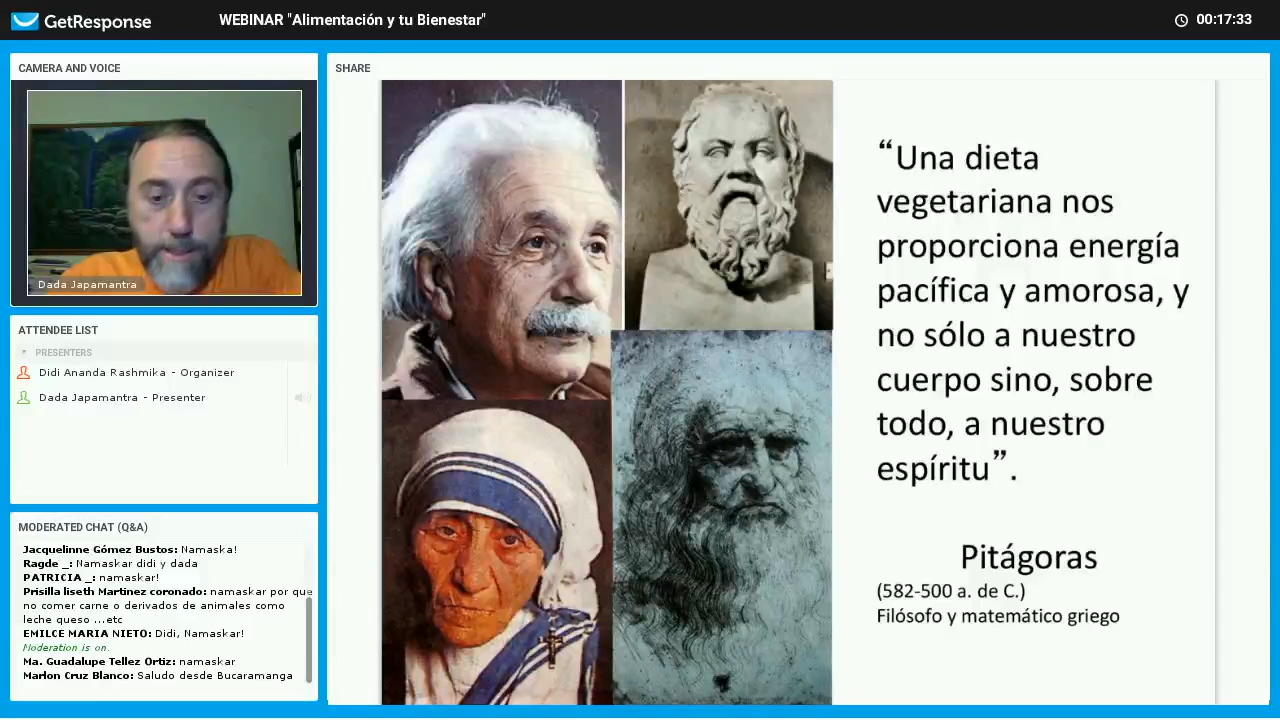 GetResponse
WEBINAR "Alimentación y tu Bienestar"
00:17:33
CAMERA AND VOICE
Dada Japamantra
ATTENDEE LIST
PRESENTERS
Didi Ananda Rashmika - Organizer
Dada Japamantra - Presenter
MODERATED CHAT (Q&A)
Jacquelinne Gómez Bustos: Namaska!
Ragde _: Namaskar didi y dada
PATRICIA _: namaskar!
Prisilla liseth Martinez coronado: namaskar por que
no comer carne o derivados de animales como
leche queso ...etc
EMILCE MARIA NIETO: Didi, Namaskar!
Moderation is on.
Ma. Guadalupe Tellez Ortiz: namaskar
Marlon Cruz Blanco: Saludo desde Bucaramanga
SHARE
“Una dieta
vegetariana nos
proporciona energía
pacífica y amorosa, y
no sólo a nuestro
cuerpo sino, sobre
todo, a nuestro
espíritu”.
Pitágoras
(582-500 a. de C.)
Filósofo y matemático griego